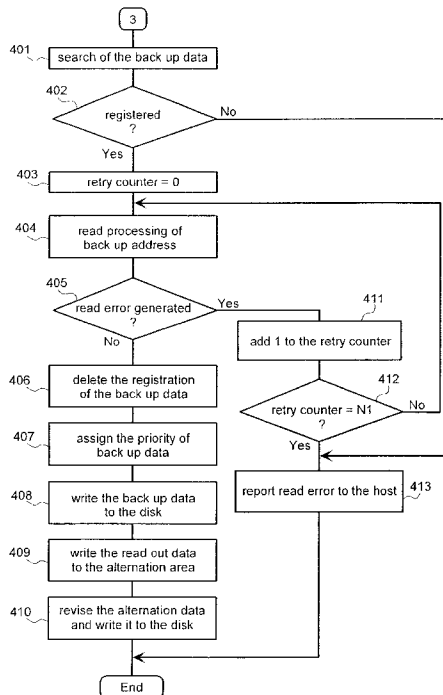 3
401
search of the back up data
402
registered
?
No
Yes
403
retry counter = 0
404
read processing of
back up address
405
read error generated
?
Yes
No
411
add 1 to the retry counter
412
retry counter = N1
?
No
Yes
406
delete the registration
of the back up data
407
assign the priority of
back up data
408
write the back up data
to the disk
report read error to the host
413
409
write the read out data
to the alternation area
410
revise the alternation data
and write it to the disk
End